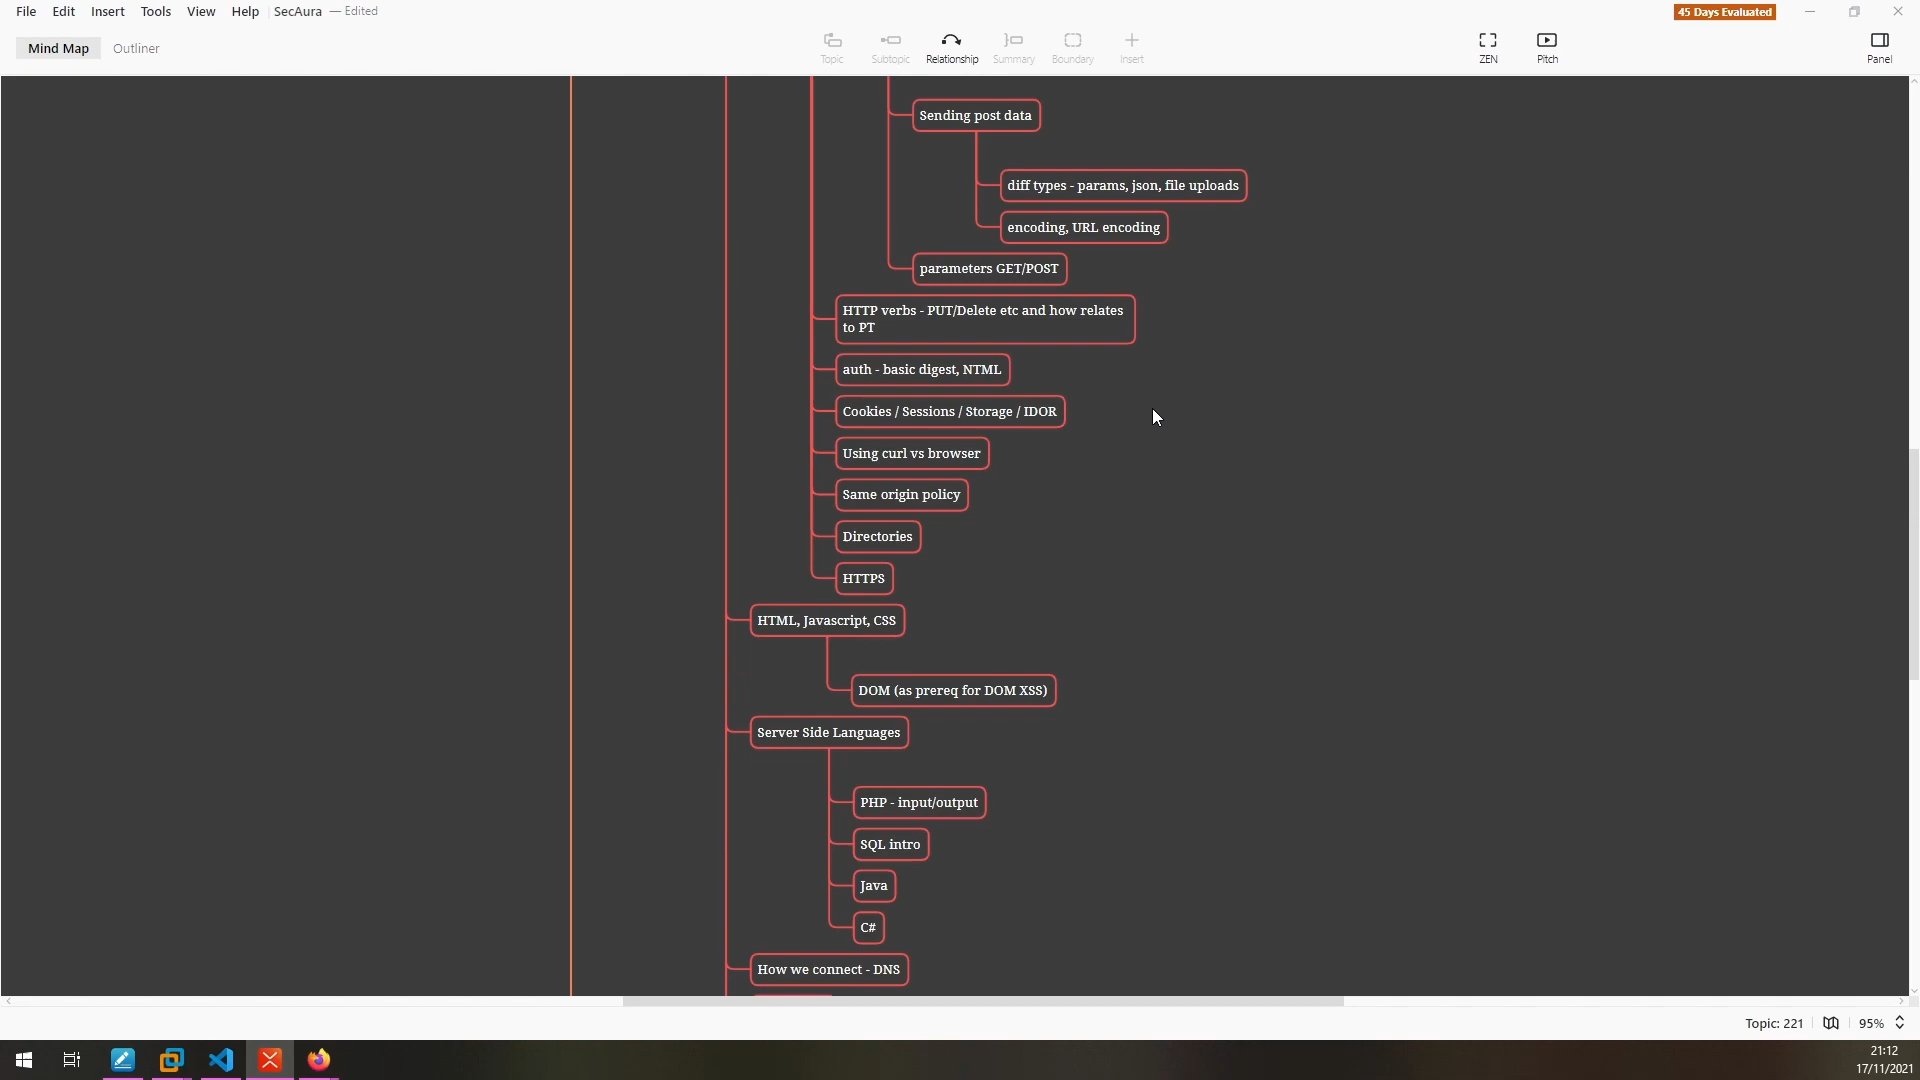 File Edit Insert Tools View Help SecAura — Edited
45 Days Evaluated
Mind Map Outliner
Topic Subtopic Relationship Summary Boundary Insert ZEN Pitch Panel
Sending post data
diff types - params, json, file uploads
encoding, URL encoding
parameters GET/POST
HTTP verbs - PUT/Delete etc and how relates
to PT
auth - basic digest, NTML
Cookies / Sessions / Storage / IDOR
Using curl vs browser
Same origin policy
Directories
HTTPS
HTML, Javascript, CSS
DOM (as prereq for DOM XSS)
Server Side Languages
PHP - input/output
SQL intro
Java
C#
How we connect - DNS
Topic: 221 95%
21:12
17/11/2021